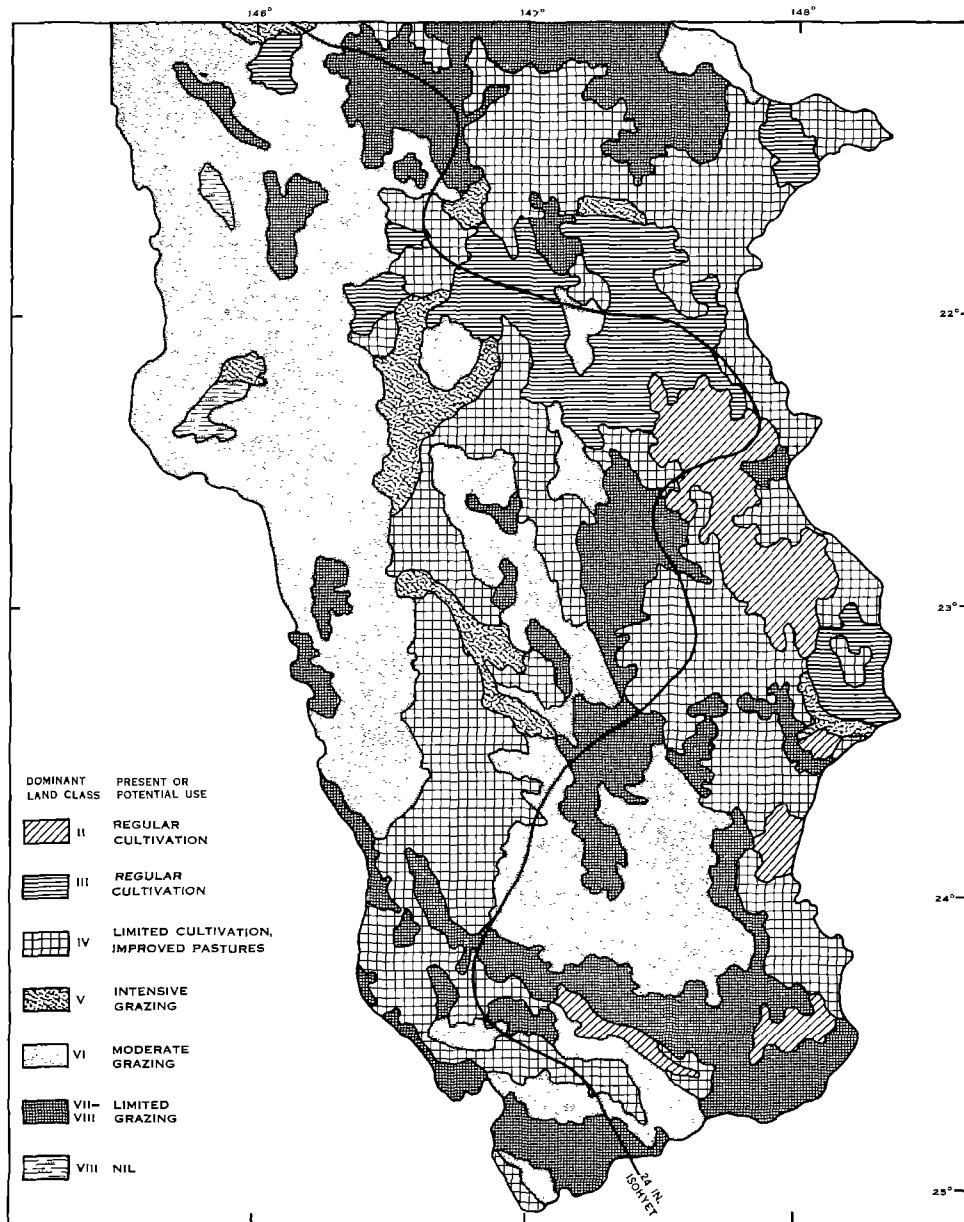 146° 147° 148°
22°
23°
24°
25°
24 IN.
ISOHYET
DOMINANT LAND CLASS PRESENT OR POTENTIAL USE
II REGULAR CULTIVATION
III REGULAR CULTIVATION
IV LIMITED CULTIVATION, IMPROVED PASTURES
V INTENSIVE GRAZING
VI MODERATE GRAZING
VII– VIII LIMITED GRAZING
VIII NIL